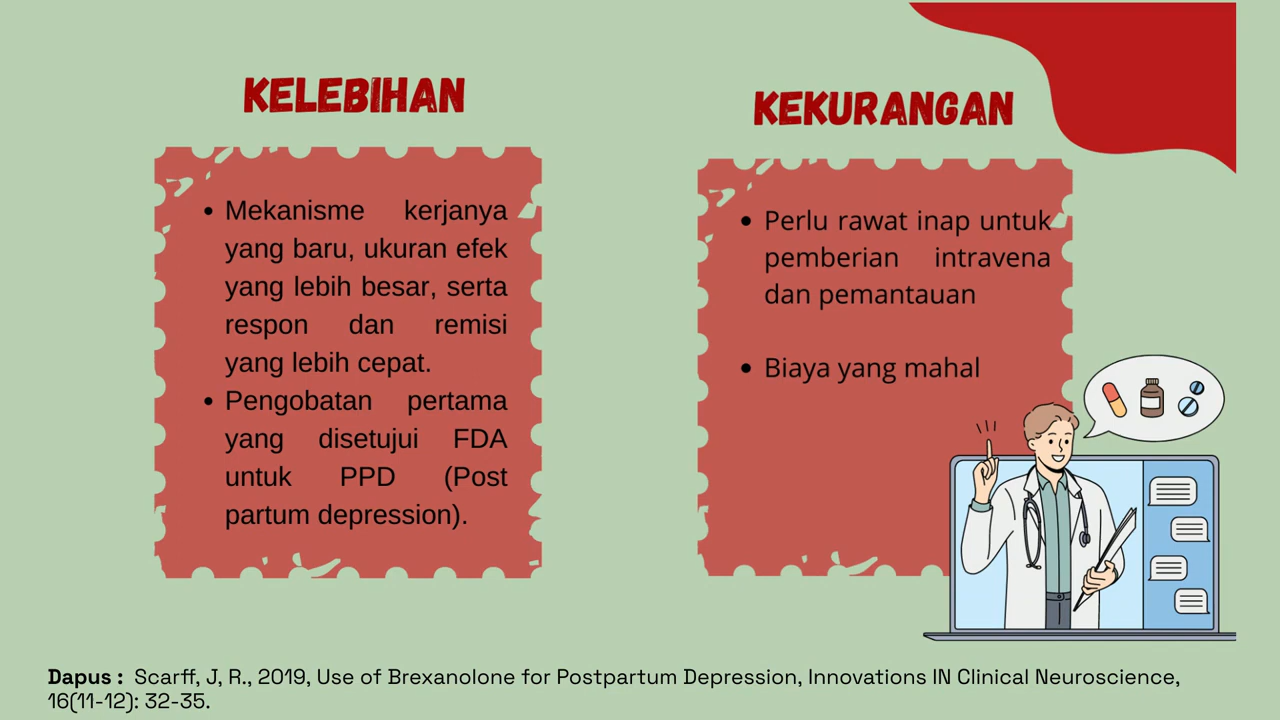 KELEBIHAN
Mekanisme kerjanya
yang baru, ukuran efek
yang lebih besar, serta
respon dan remisi
yang lebih cepat.
Pengobatan pertama
yang disetujui FDA
untuk PPD (Post
partum depression).
KEKURANGAN
Perlu rawat inap untuk
pemberian intravena
dan pemantauan
Biaya yang mahal
Dapus : Scarff, J, R., 2019, Use of Brexanolone for Postpartum Depression, Innovations IN Clinical Neuroscience,
16(11-12): 32-35.